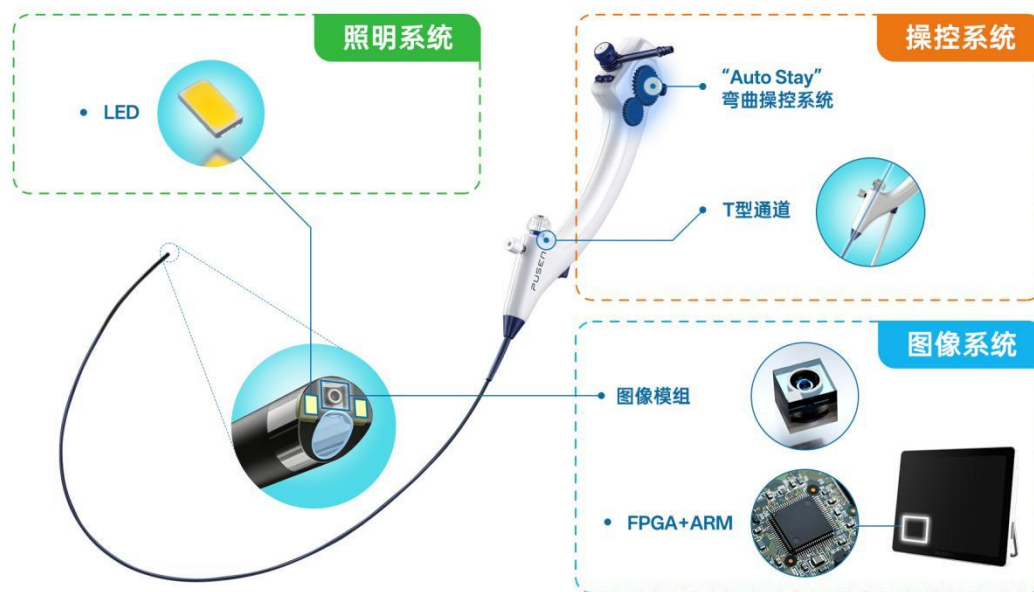 照明系统
• LED
操控系统
“Auto Stay”
弯曲操控系统
• T型通道
PUSEN
图像系统
• 图像模组
• FPGA+ARM